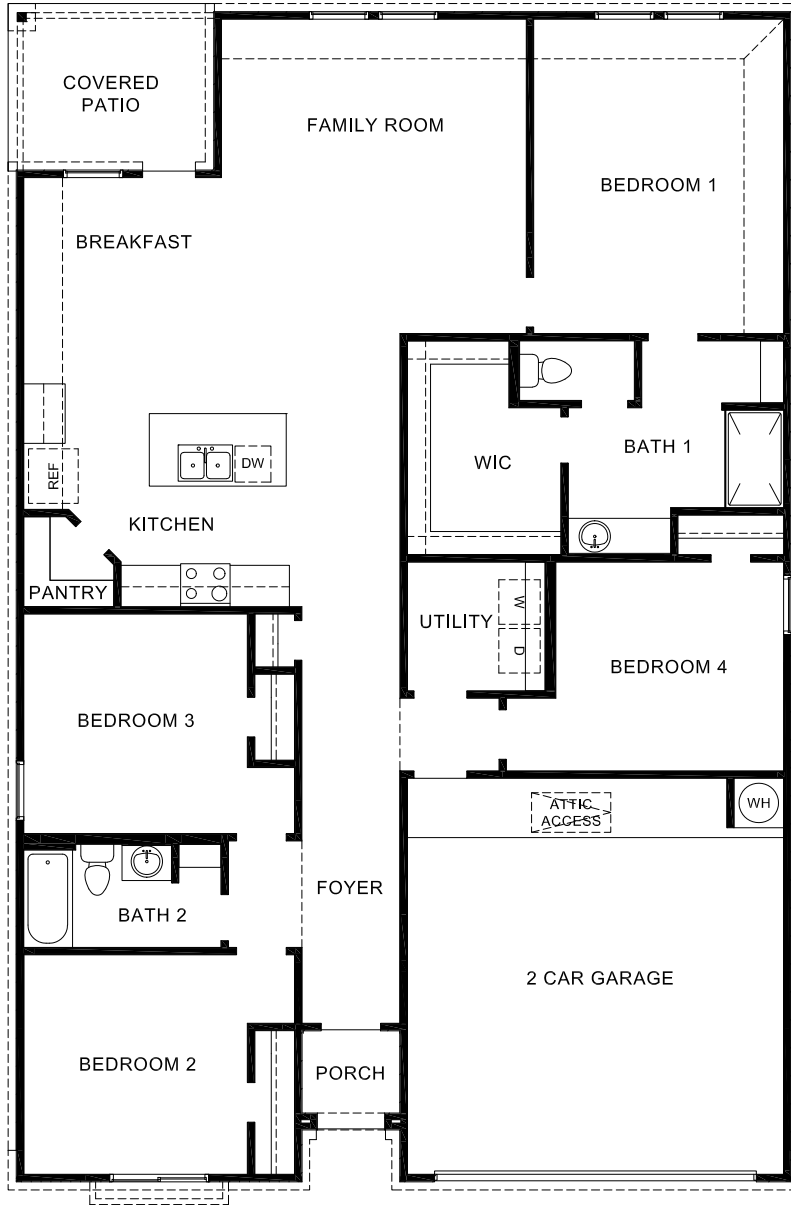 COVERED
PATIO
FAMILY ROOM
BEDROOM 1
BREAKFAST
REF
DW
WIC
BATH 1
KITCHEN
PANTRY
UTILITY
W
D
BEDROOM 4
BEDROOM 3
ATTIC
ACCESS
WH
FOYER
BATH 2
2 CAR GARAGE
BEDROOM 2
PORCH